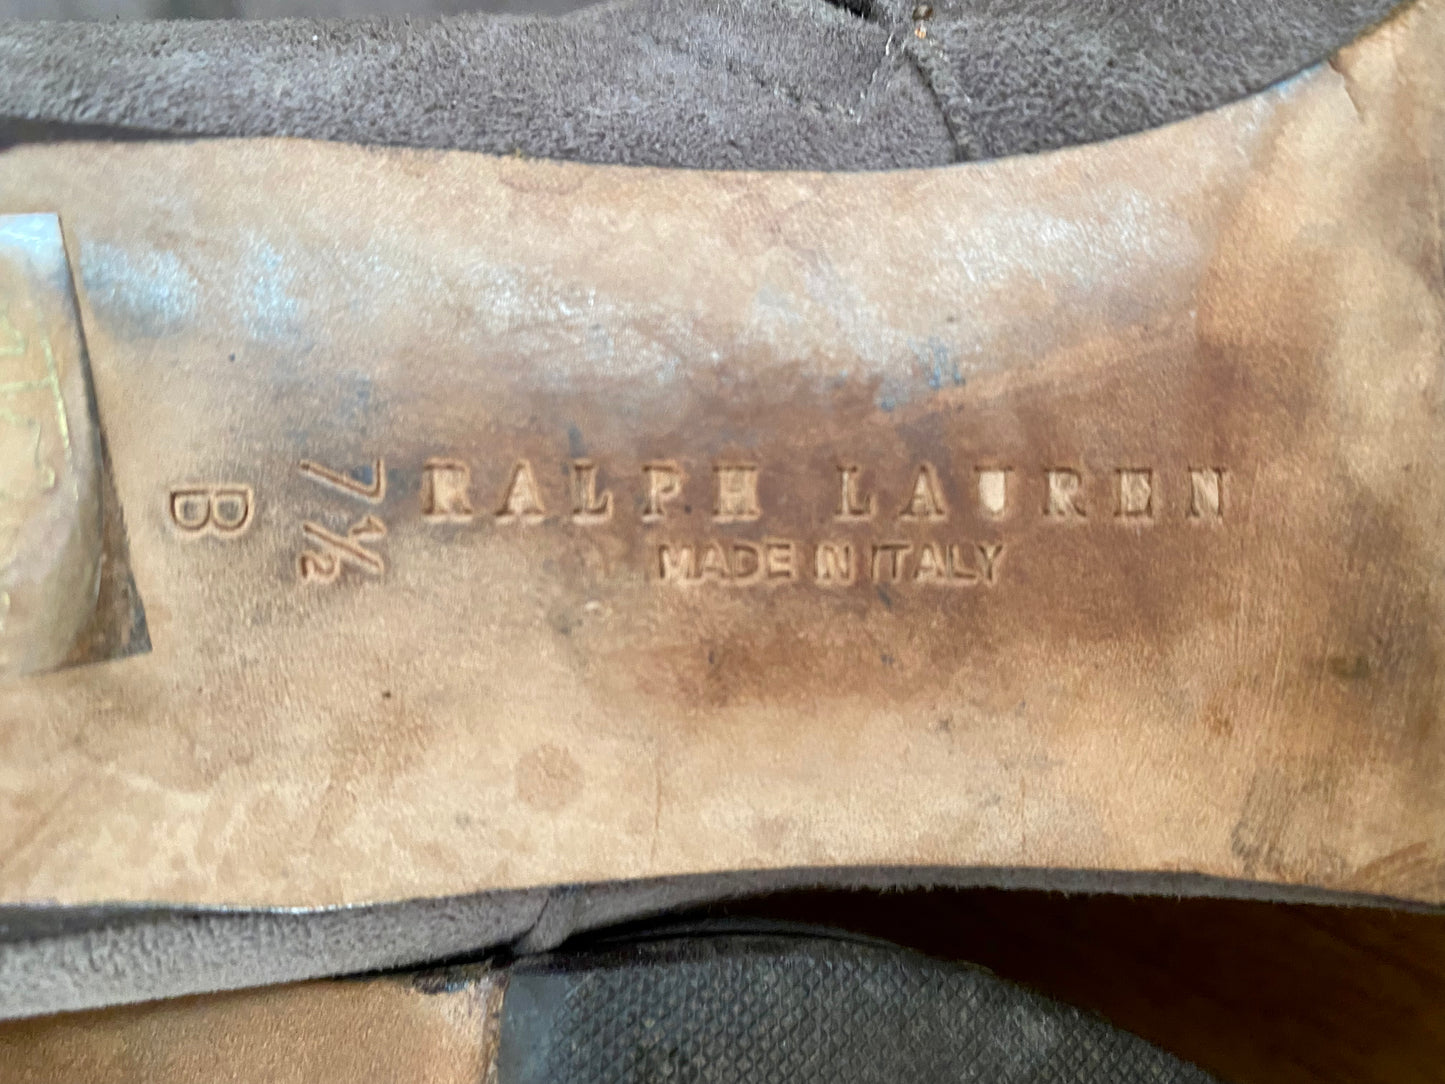 RALPH LAUREN
MADE IN ITALY
7½
B